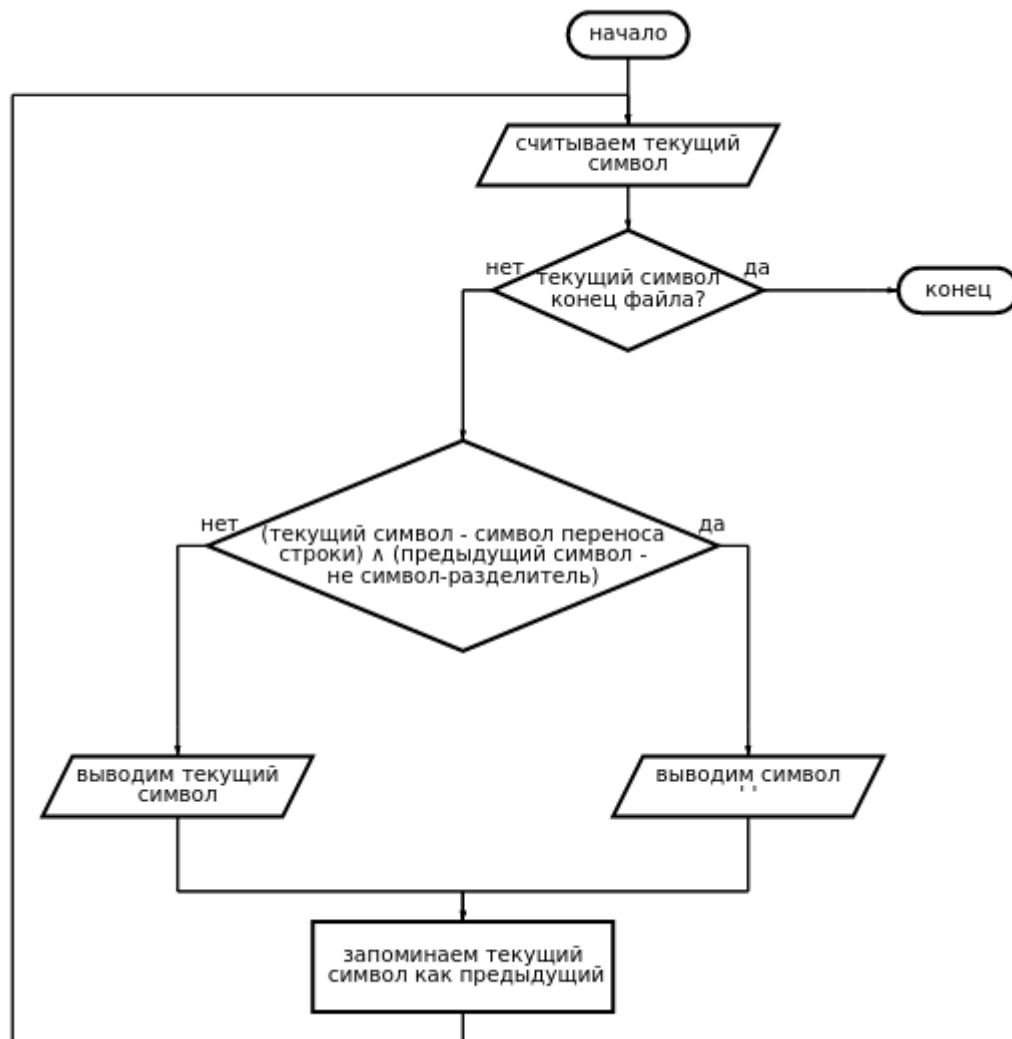 начало
считываем текущий
символ
нет
да
текущий символ
конец файла?
конец
нет
да
(текущий символ - символ переноса
строки) ∧ (предыдущий символ -
не символ-разделитель)
выводим текущий
символ
выводим символ
' '
запоминаем текущий
символ как предыдущий